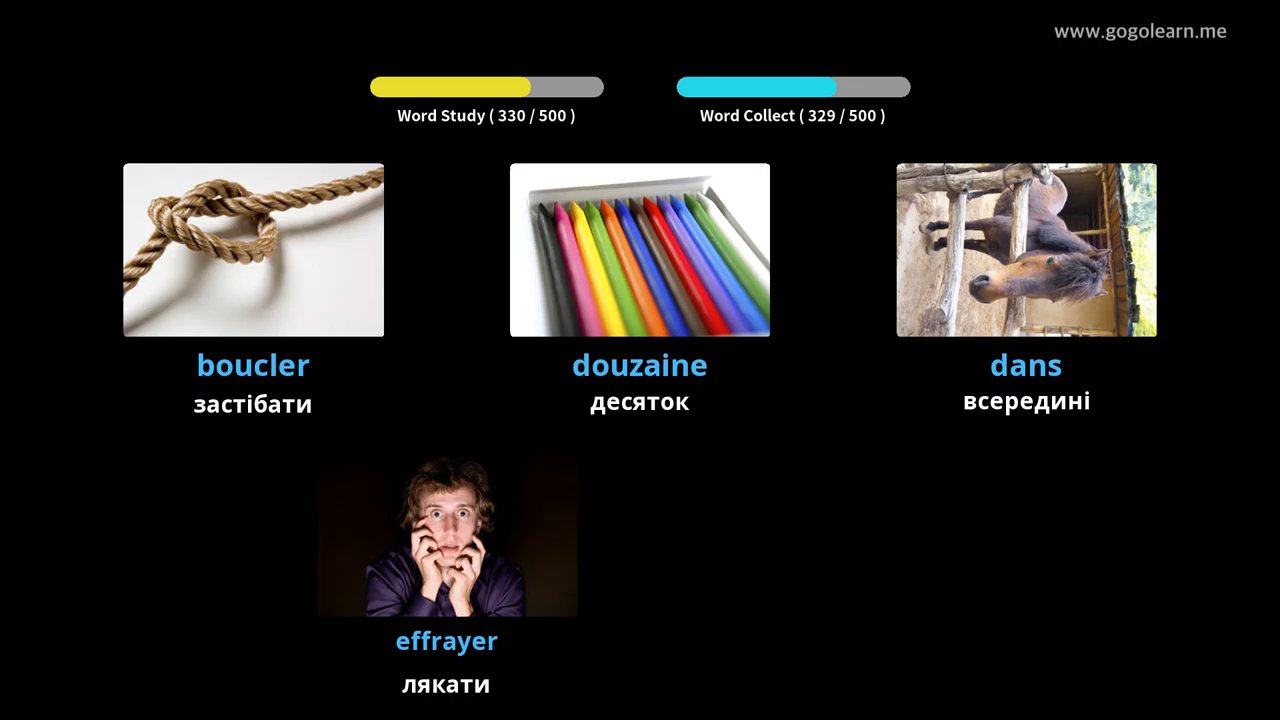 www.gogolearn.me
Word Study ( 330 / 500 )
Word Collect ( 329 / 500 )
boucler
застібати
douzaine
десяток
dans
всередині
effrayer
лякати